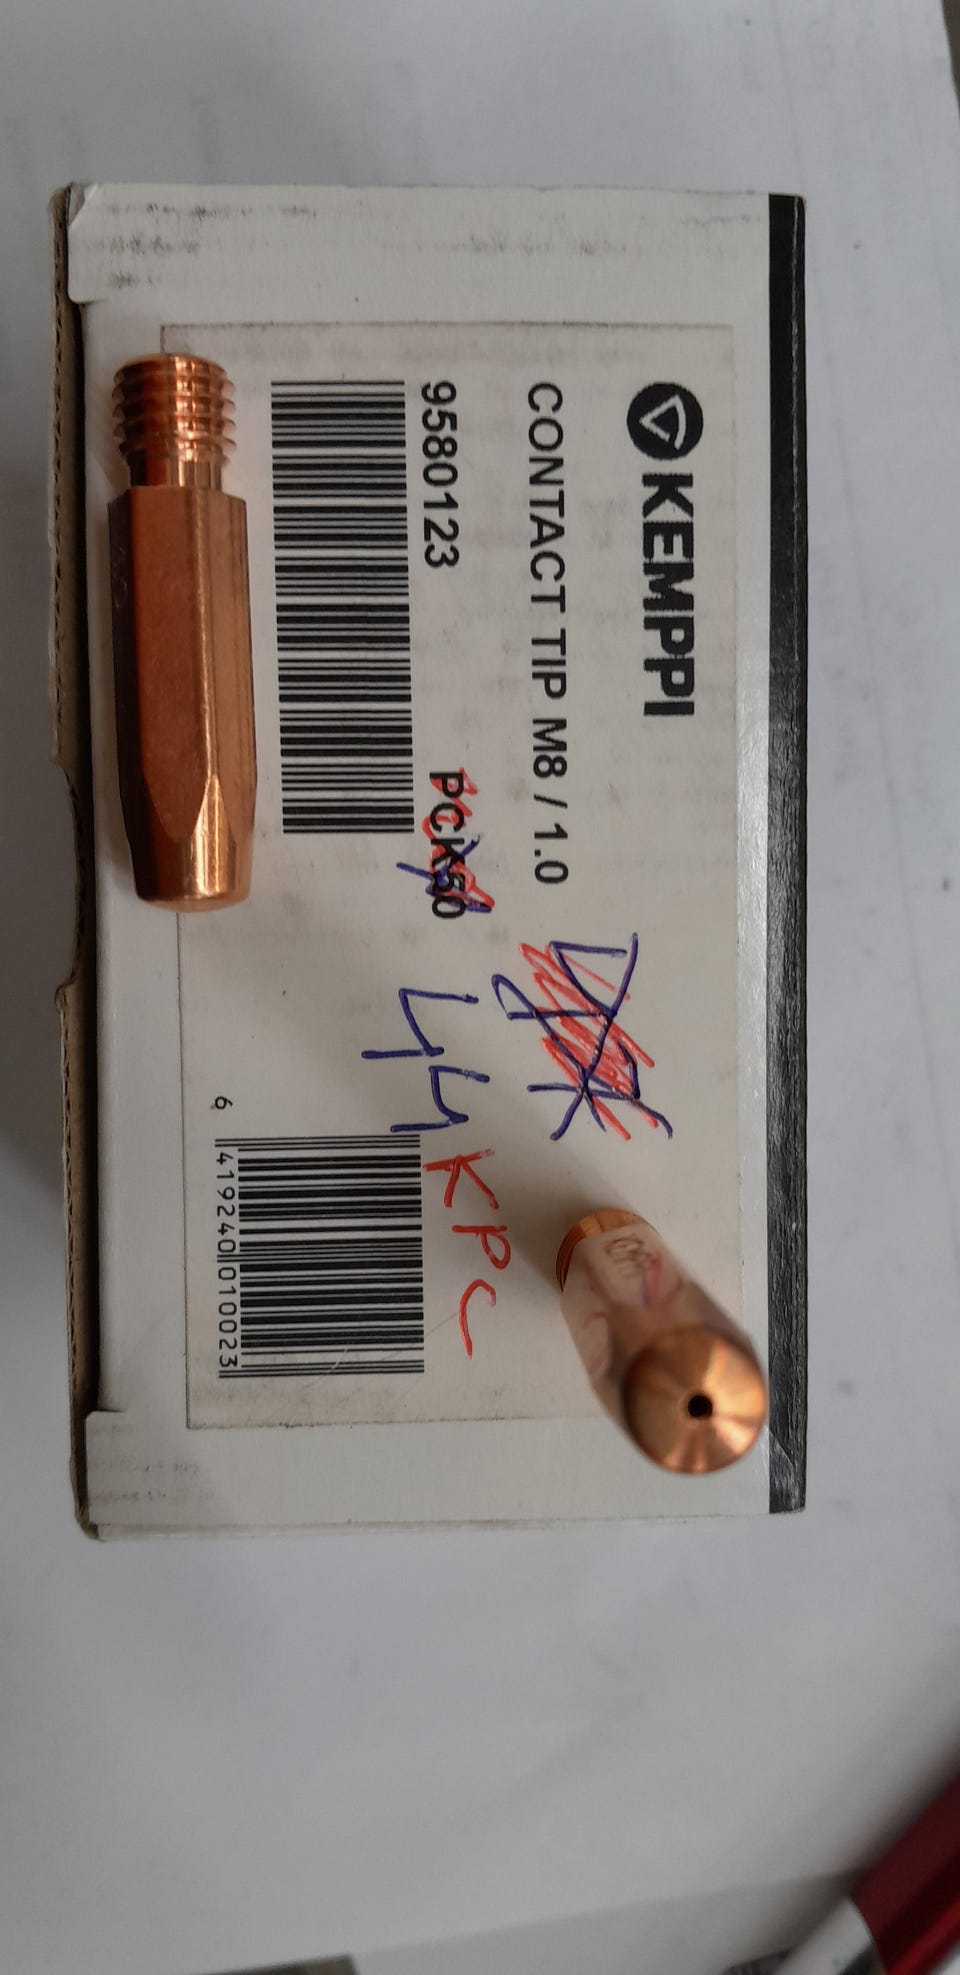 KEMPPI
CONTACT TIP M8 / 1.0
9580123 PCK50
44 KPC
6 419240 010023